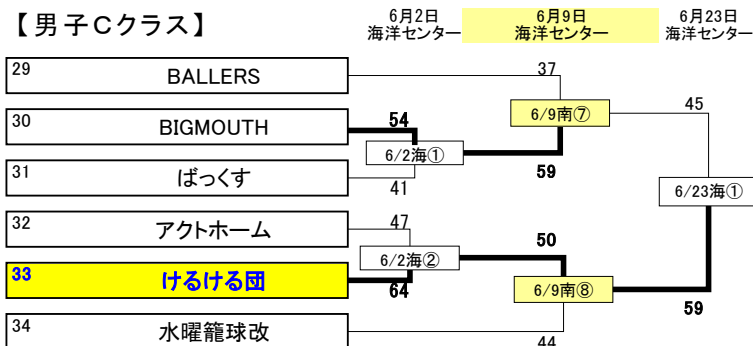 【男子Cクラス】
6月2日
海洋センター
6月9日
海洋センター
6月23日
海洋センター
29 BALLERS
37
6/9南⑦
45
30 BIGMOUTH
54
6/2海①
59
31 ばっくす
41
6/23海①
32 アクトホーム
47
6/2海②
50
33 けるける団
64
6/9南⑧
59
34 水曜籠球改
44